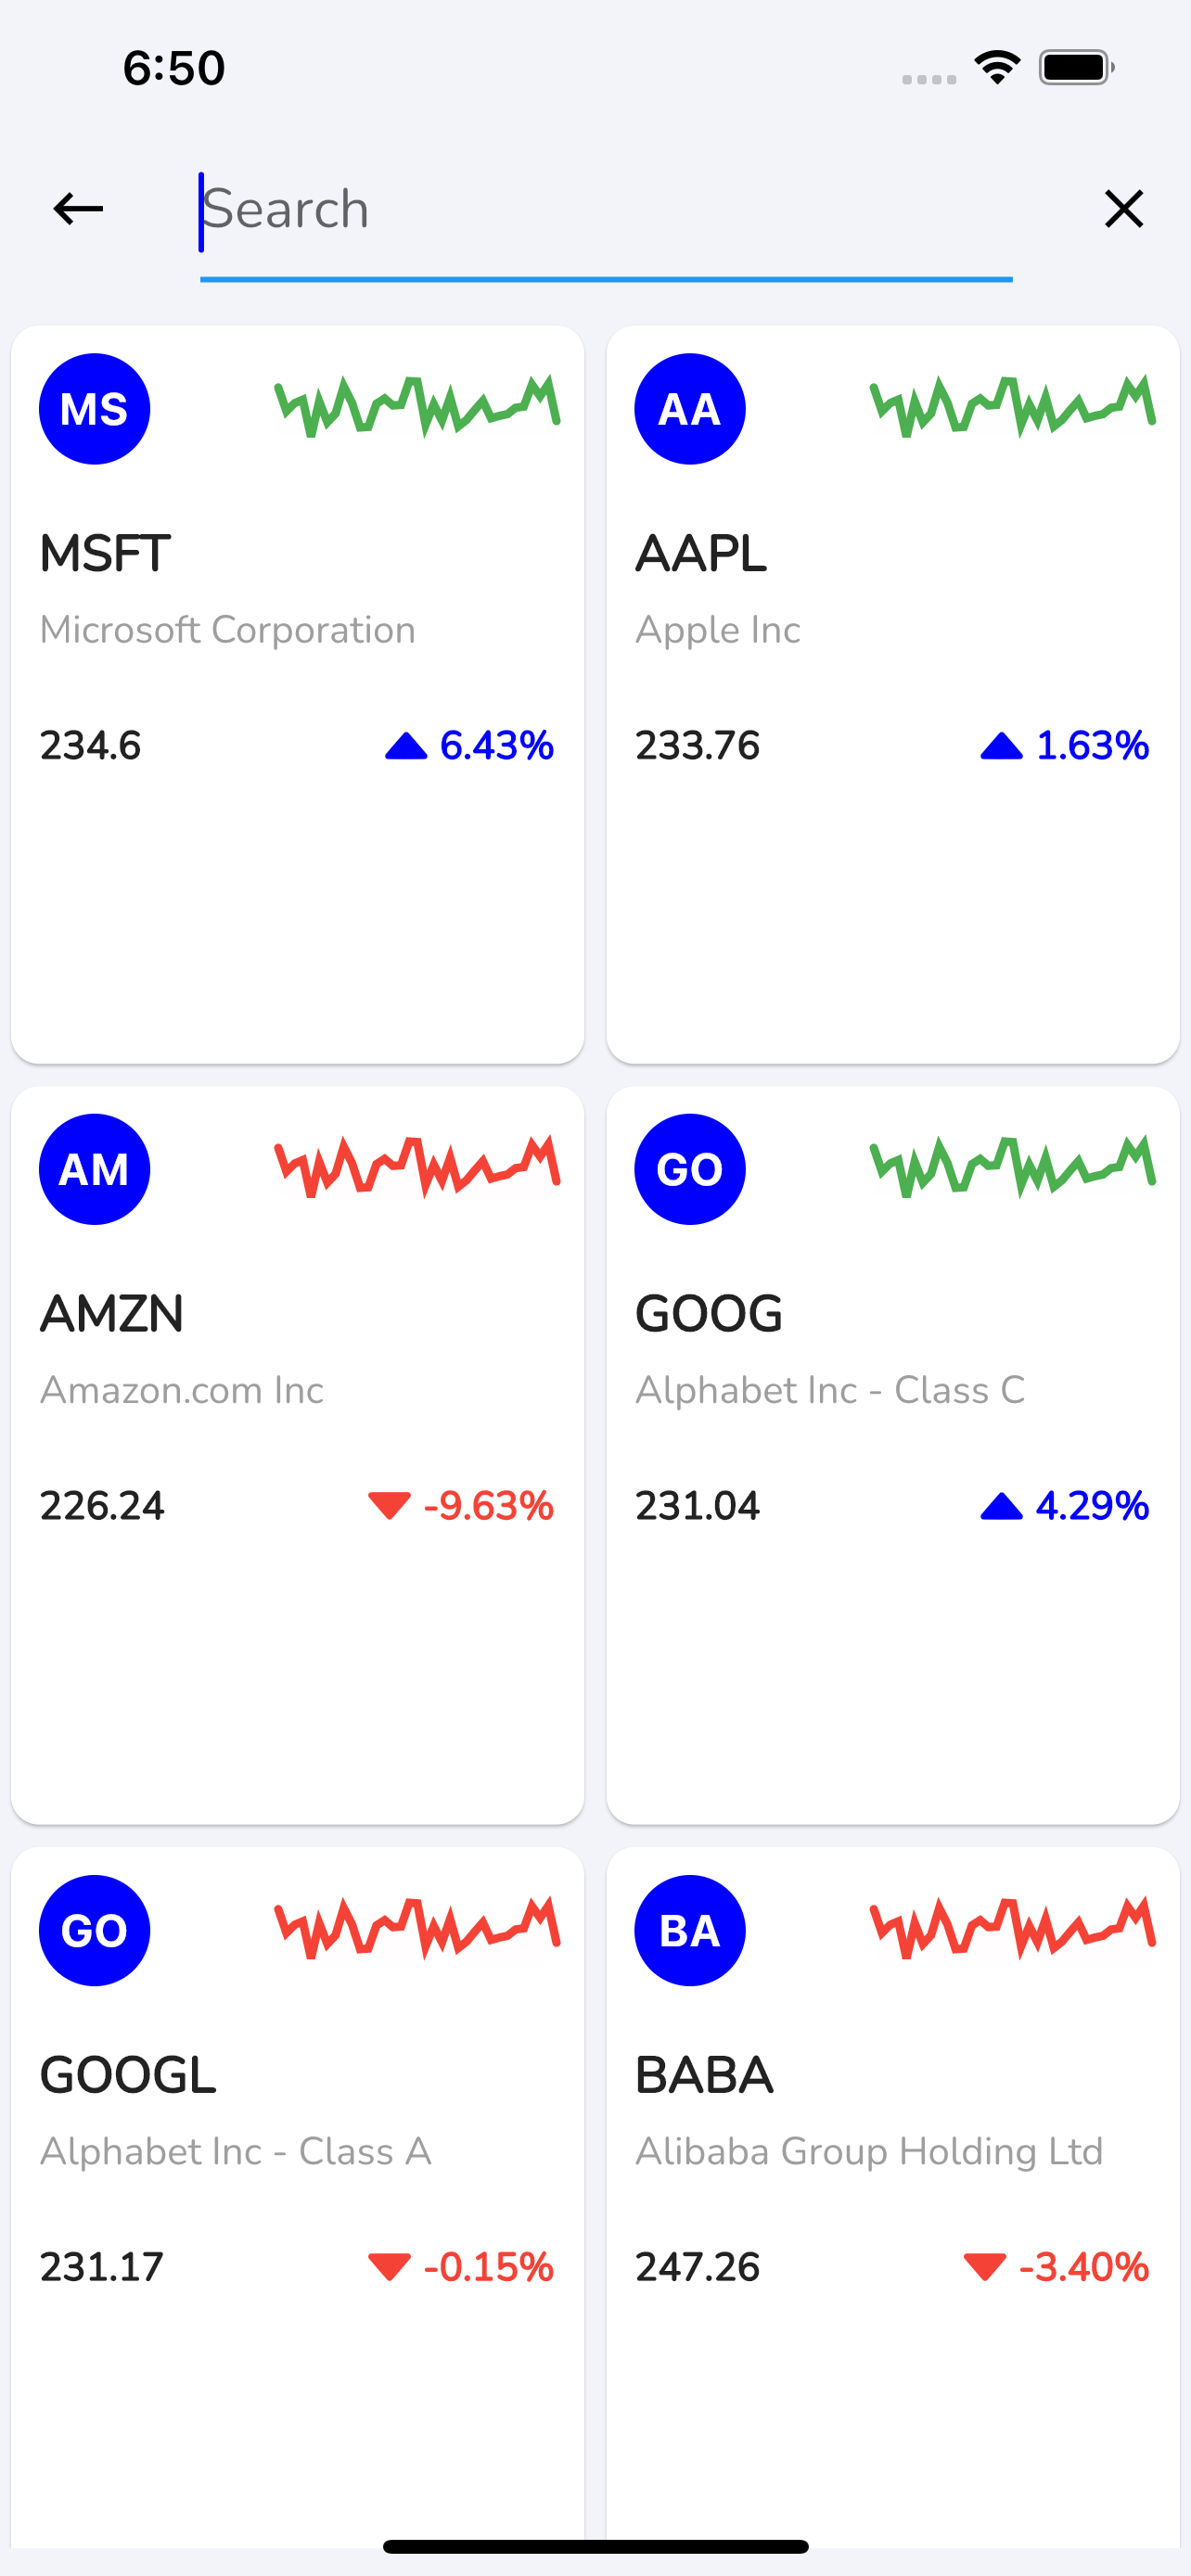 6:50
Search
MS
MSFT
Microsoft Corporation
234.6 6.43%
AA
AAPL
Apple Inc
233.76 1.63%
AM
AMZN
Amazon.com Inc
226.24 -9.63%
GO
GOOG
Alphabet Inc - Class C
231.04 4.29%
GO
GOOGL
Alphabet Inc - Class A
231.17 -0.15%
BA
BABA
Alibaba Group Holding Ltd
247.26 -3.40%